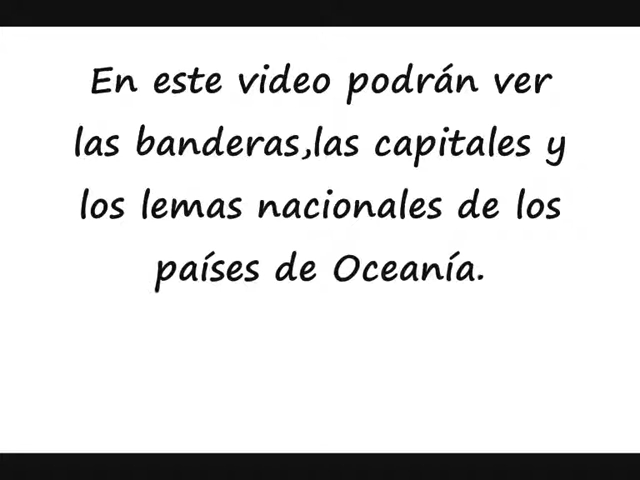 En este video podrán ver
las banderas,las capitales y
los lemas nacionales de los
países de Oceanía.